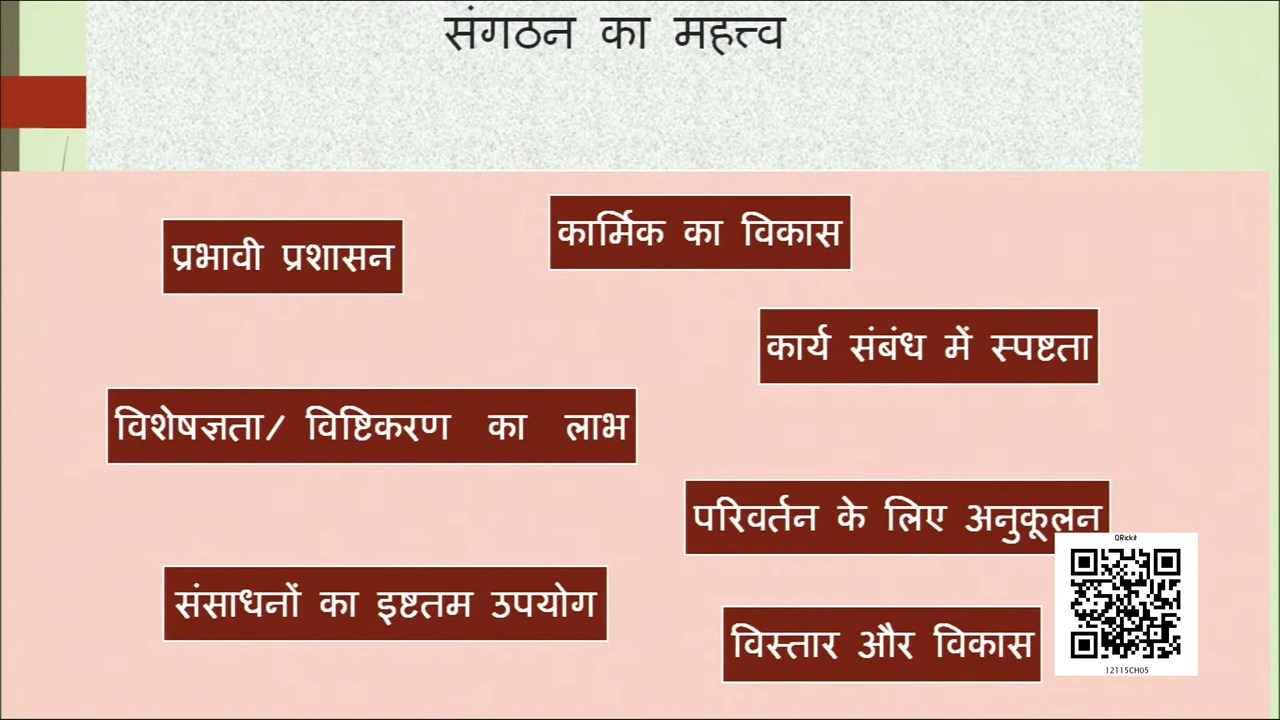 संगठन का महत्त्व
प्रभावी प्रशासन
कार्मिक का विकास
कार्य संबंध में स्पष्टता
विशेषज्ञता/ विष्टिकरण का लाभ
परिवर्तन के लिए अनुकूलन
संसाधनों का इष्टतम उपयोग
विस्तार और विकास
QRickit
12115CH05